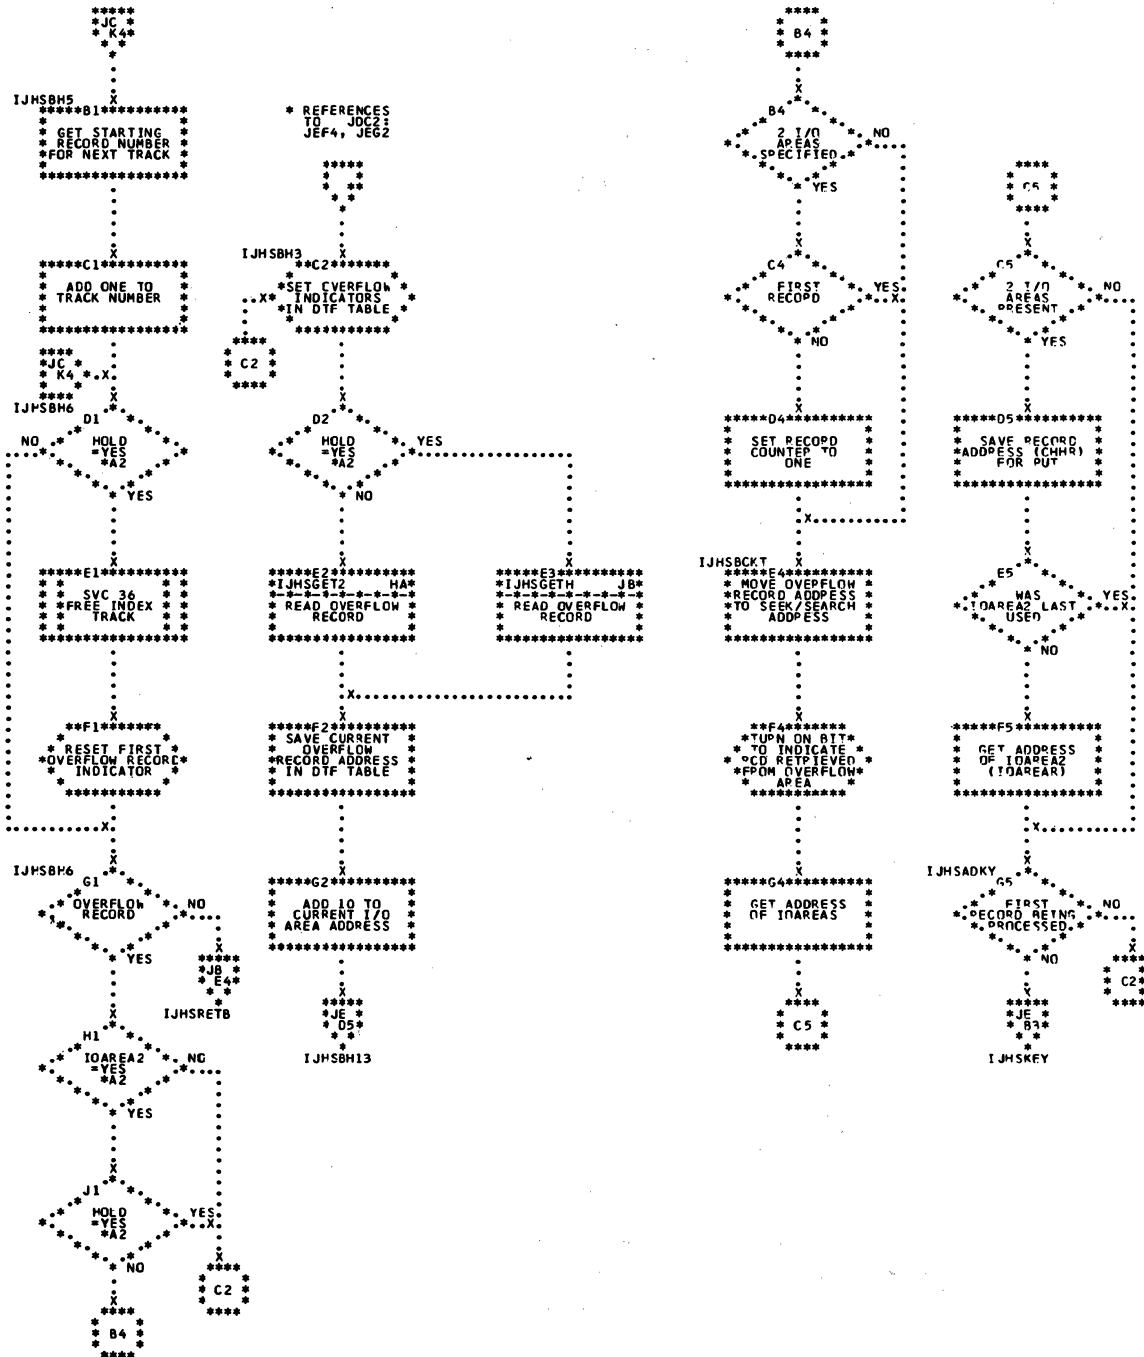 JC
K4
IJHSBH5
B1
GET STARTING
RECORD NUMBER
FOR NEXT TRACK
C1
ADD ONE TO
TRACK NUMBER
JC
K4
IJHSBH6
D1
HOLD
=YES
*A2
NO
YES
E1
SVC 36
FREE INDEX
TRACK
F1
RESET FIRST
OVERFLOW RECORD
INDICATOR
IJHSBH6
G1
OVERFLOW
RECORD
NO
YES
JB
E4
IJHSRETB
H1
IOAREA2
=YES
*A2
NO
YES
J1
HOLD
=YES
*A2
YES
NO
C2
B4
* REFERENCES
TO JDC2:
JEF4, JEG2
IJHSBH3
C2
SET OVERFLOW
INDICATORS
IN DTF TABLE
C2
D2
HOLD
=YES
*A2
YES
NO
E2
IJHSGET2 HA
READ OVERFLOW
RECORD
E3
IJHSGETH JB
READ OVERFLOW
RECORD
F2
SAVE CURRENT
OVERFLOW
RECORD ADDRESS
IN DTF TABLE
G2
ADD 10 TO
CURRENT I/O
AREA ADDRESS
JE
D5
IJHSBH13
B4
B4
2 I/O
AREAS
SPECIFIED
NO
YES
C4
FIRST
RECORD
YES
NO
D4
SET RECORD
COUNTER TO
ONE
IJHSBCKT
E4
MOVE OVERFLOW
RECORD ADDRESS
TO SEEK/SEARCH
ADDRESS
F4
TURN ON BIT
TO INDICATE
RCD RETRIEVED
FROM OVERFLOW
AREA
G4
GET ADDRESS
OF IOAREAS
C5
C5
C5
2 I/O
AREAS
PRESENT
NO
YES
D5
SAVE RECORD
ADDRESS (CHHR)
FOR PUT
E5
WAS
IOAREA2 LAST
USED
YES
NO
F5
GET ADDRESS
OF IOAREA2
(IOAREAR)
IJHSADKY
G5
FIRST
RECORD BEING
PROCESSED
NO
NO
C2
JE
B3
IJHSKEY